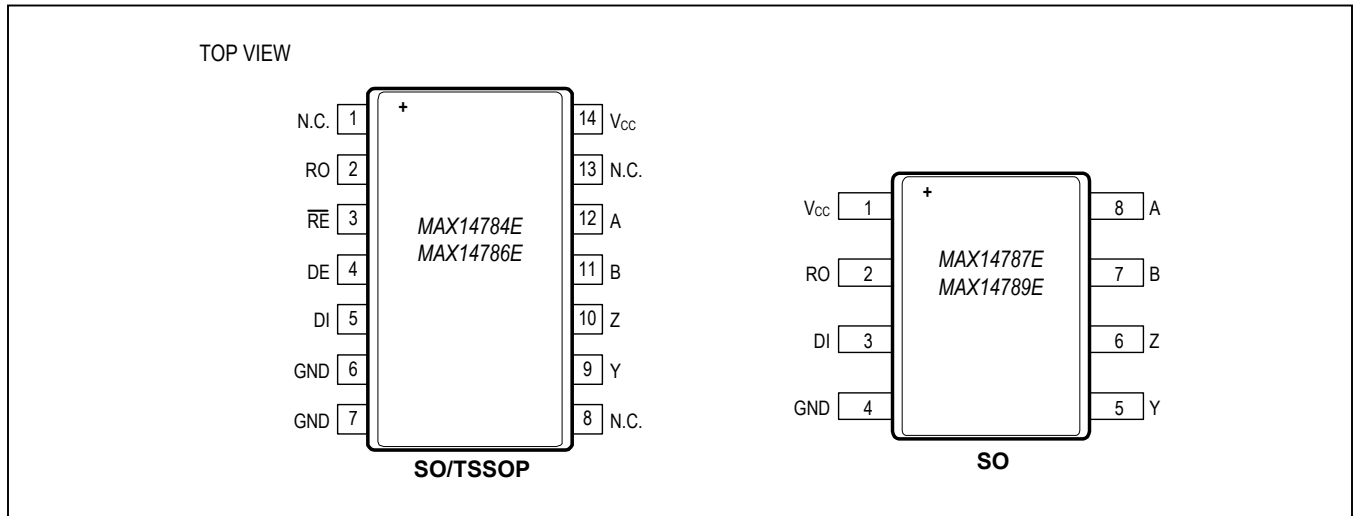 TOP VIEW
+
N.C. 1
14 VCC
RO 2
13 N.C.
R̅E̅ 3
12 A
DE 4
11 B
DI 5
10 Z
GND 6
9 Y
GND 7
8 N.C.
MAX14784E
MAX14786E
SO/TSSOP
+
VCC 1
8 A
RO 2
7 B
DI 3
6 Z
GND 4
5 Y
MAX14787E
MAX14789E
SO